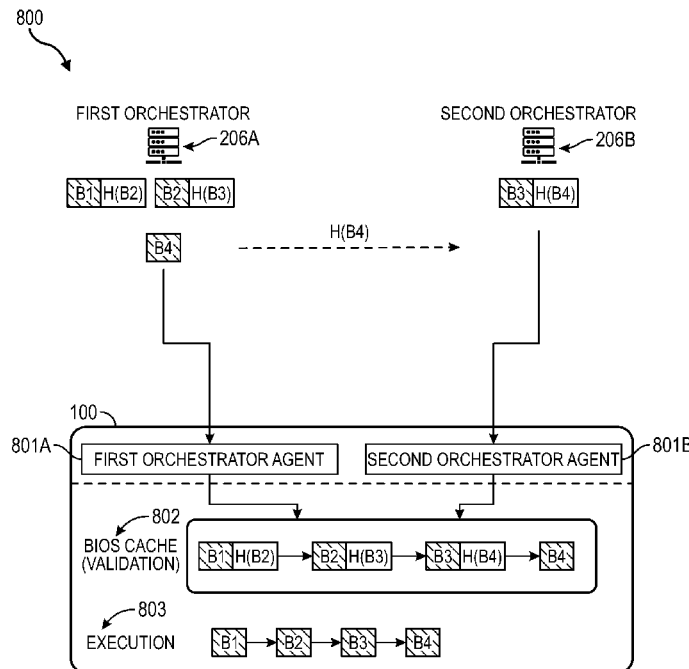 800
FIRST ORCHESTRATOR
SECOND ORCHESTRATOR
206A
206B
B1 H(B2) B2 H(B3)
B3 H(B4)
B4
H(B4)
100
801A
801B
FIRST ORCHESTRATOR AGENT
SECOND ORCHESTRATOR AGENT
802
BIOS CACHE
(VALIDATION)
B1 H(B2) B2 H(B3) B3 H(B4) B4
803
EXECUTION
B1 B2 B3 B4